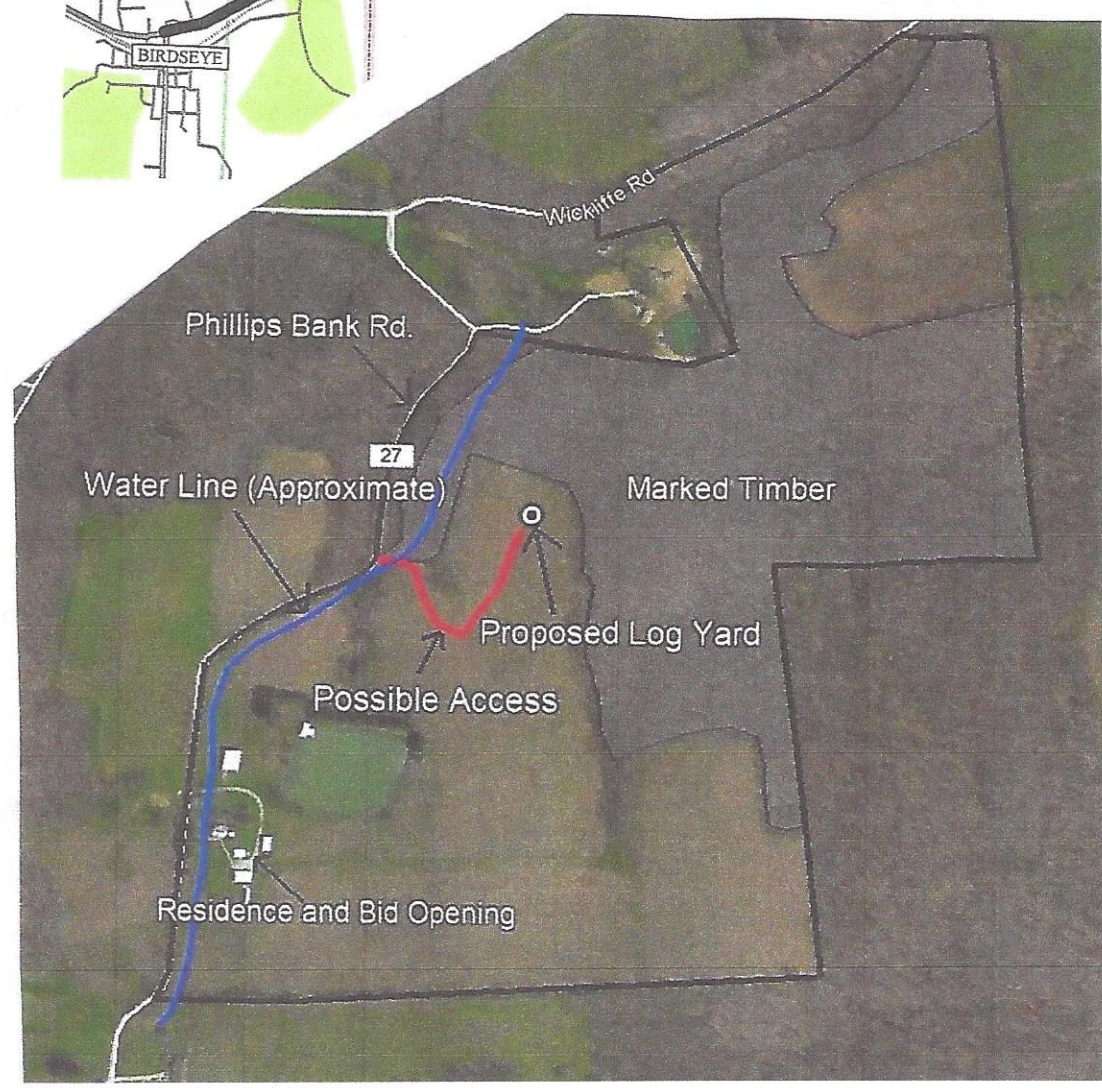 BIRDSEYE
Wickliffe Rd
Phillips Bank Rd.
27
Water Line (Approximate)
Marked Timber
Proposed Log Yard
Possible Access
Residence and Bid Opening